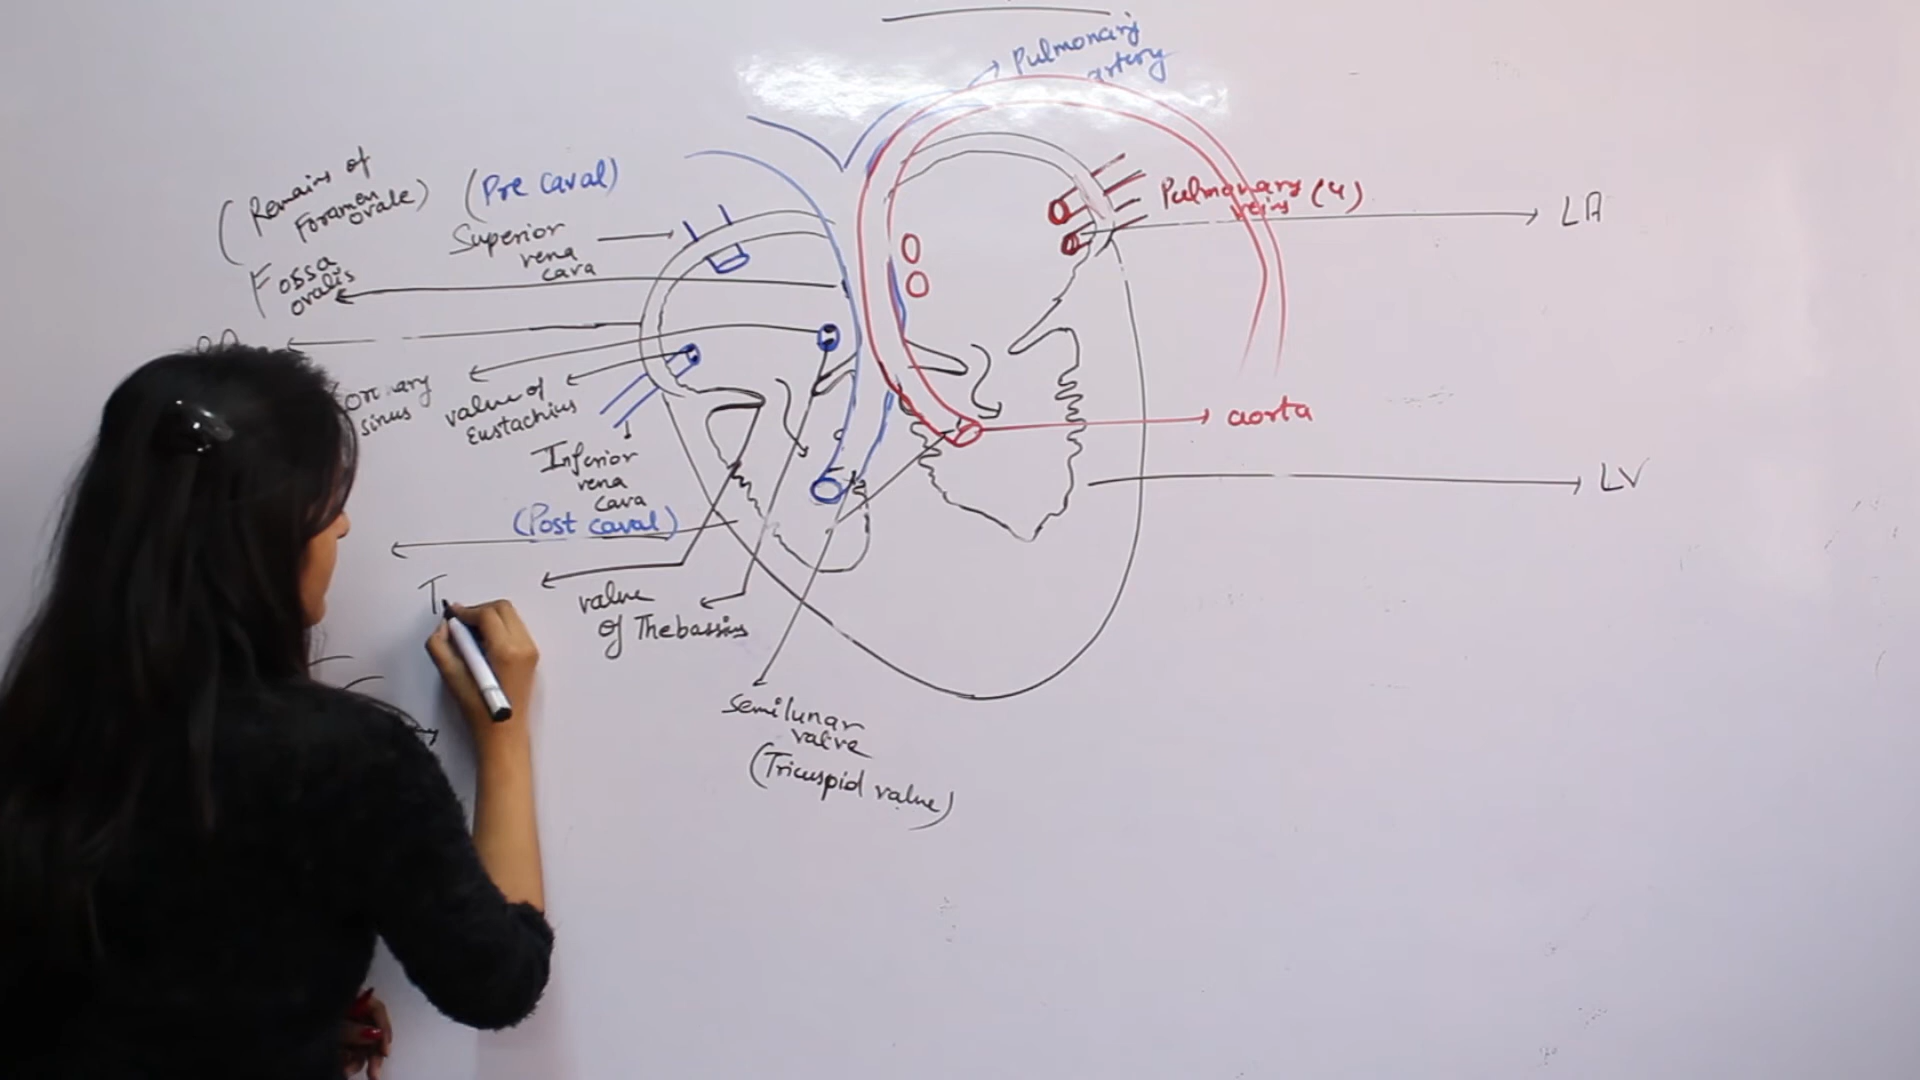 Pulmonary
artery
(Remains of
Foramen
ovale)
Fossa
ovalis
(Pre Caval)
Superior
vena
cava
Pulmonary
veins (4)
LA
sinus
valve of
Eustachius
Inferior
vena
cava
(Post caval)
aorta
LV
T
valve
of Thebassius
Semilunar
valve
(Tricuspid valve)